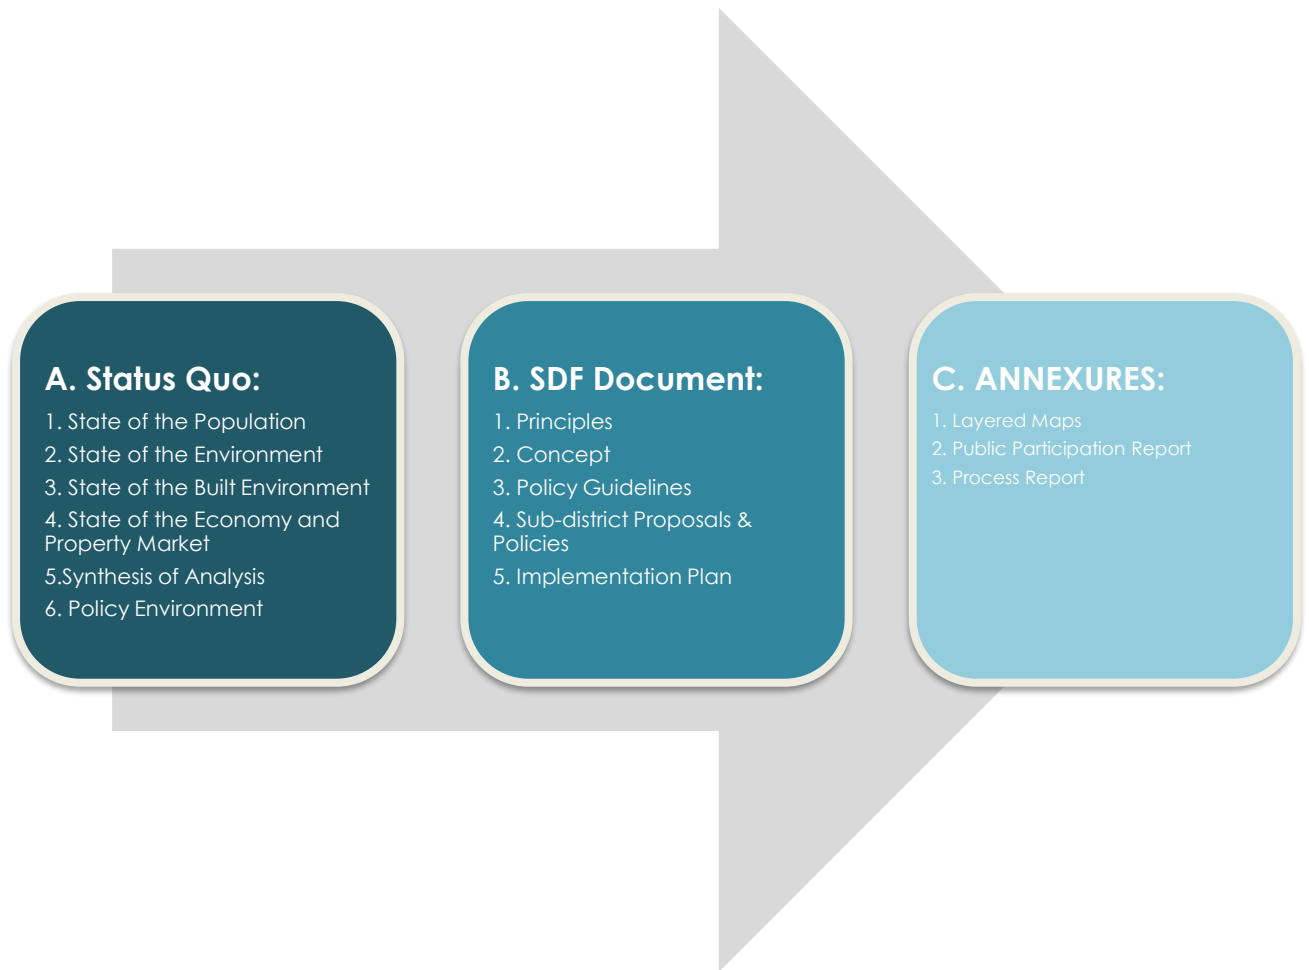 A. Status Quo:
1. State of the Population
2. State of the Environment
3. State of the Built Environment
4. State of the Economy and
Property Market
5.Synthesis of Analysis
6. Policy Environment
B. SDF Document:
1. Principles
2. Concept
3. Policy Guidelines
4. Sub-district Proposals &
Policies
5. Implementation Plan
C. ANNEXURES:
1. Layered Maps
2. Public Participation Report
3. Process Report